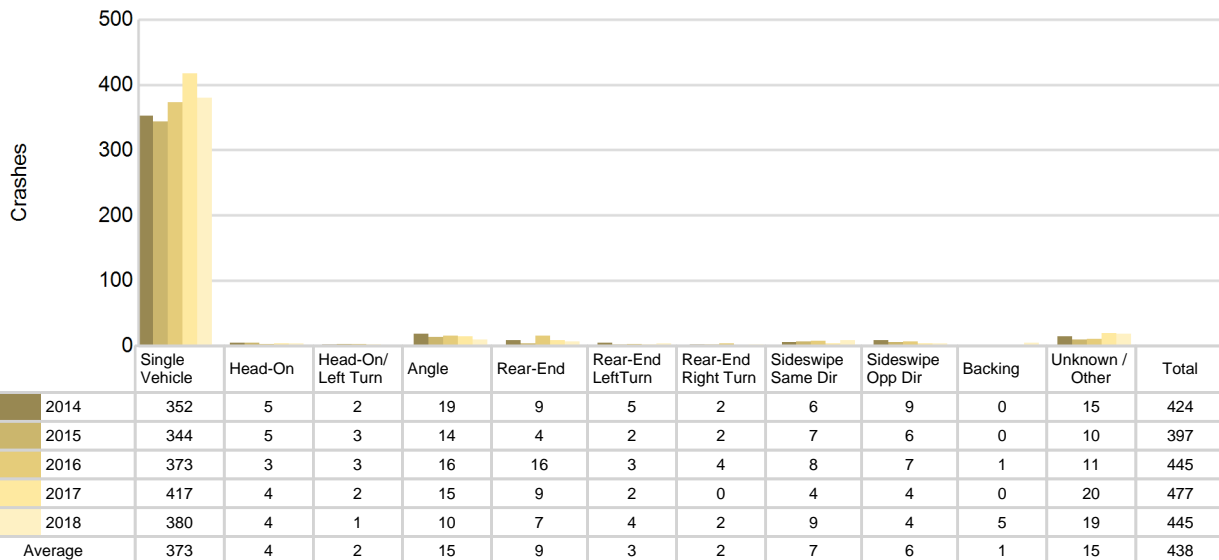 500
400
300
200
100
0
Crashes
Single Vehicle Head-On Head-On/ Left Turn Angle Rear-End Rear-End LeftTurn Rear-End Right Turn Sideswipe Same Dir Sideswipe Opp Dir Backing Unknown / Other Total
2014 352 5 2 19 9 5 2 6 9 0 15 424
2015 344 5 3 14 4 2 2 7 6 0 10 397
2016 373 3 3 16 16 3 4 8 7 1 11 445
2017 417 4 2 15 9 2 0 4 4 0 20 477
2018 380 4 1 10 7 4 2 9 4 5 19 445
Average 373 4 2 15 9 3 2 7 6 1 15 438